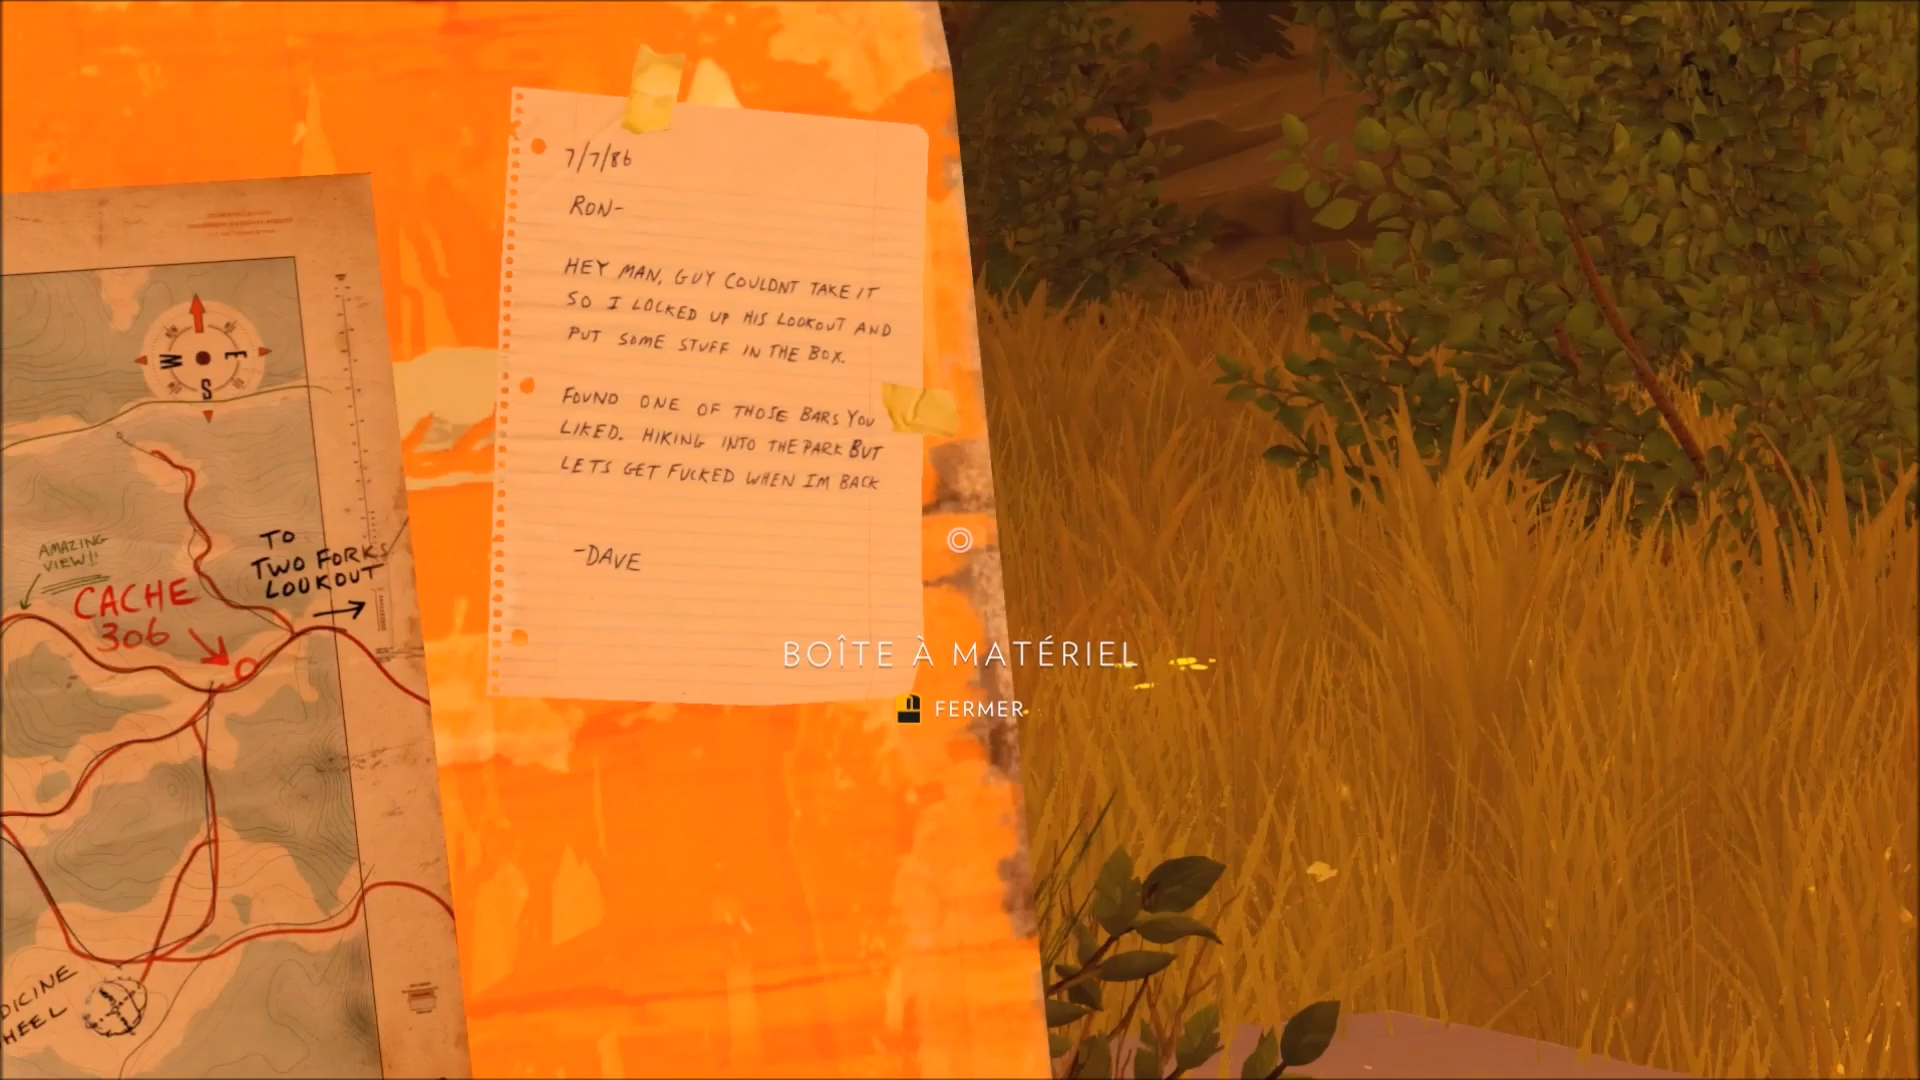 7/7/86
RON-
HEY MAN, GUY COULDNT TAKE IT
SO I LOCKED UP HIS LOOKOUT AND
PUT SOME STUFF IN THE BOX.
FOUND ONE OF THOSE BARS YOU
LIKED. HIKING INTO THE PARK BUT
LETS GET FUCKED WHEN IM BACK
-DAVE
W
E
S
AMAZING
VIEW!!
CACHE
306
TO
TWO FORKS
LOOKOUT
DICINE
HEEL
BOÎTE À MATÉRIEL
FERMER